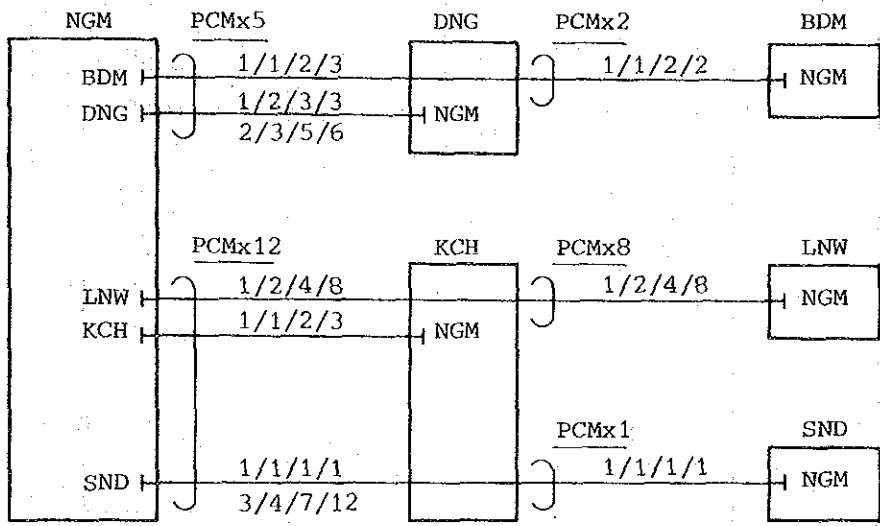 NGM PCMx5 DNG PCMx2 BDM
BDM 1/1/2/3 1/1/2/2 NGM
DNG 1/2/3/3 NGM
2/3/5/6
PCMx12 KCH PCMx8 LNW
LNW 1/2/4/8 1/2/4/8 NGM
KCH 1/1/2/3 NGM
PCMx1 SND
SND 1/1/1/1 1/1/1/1 NGM
3/4/7/12